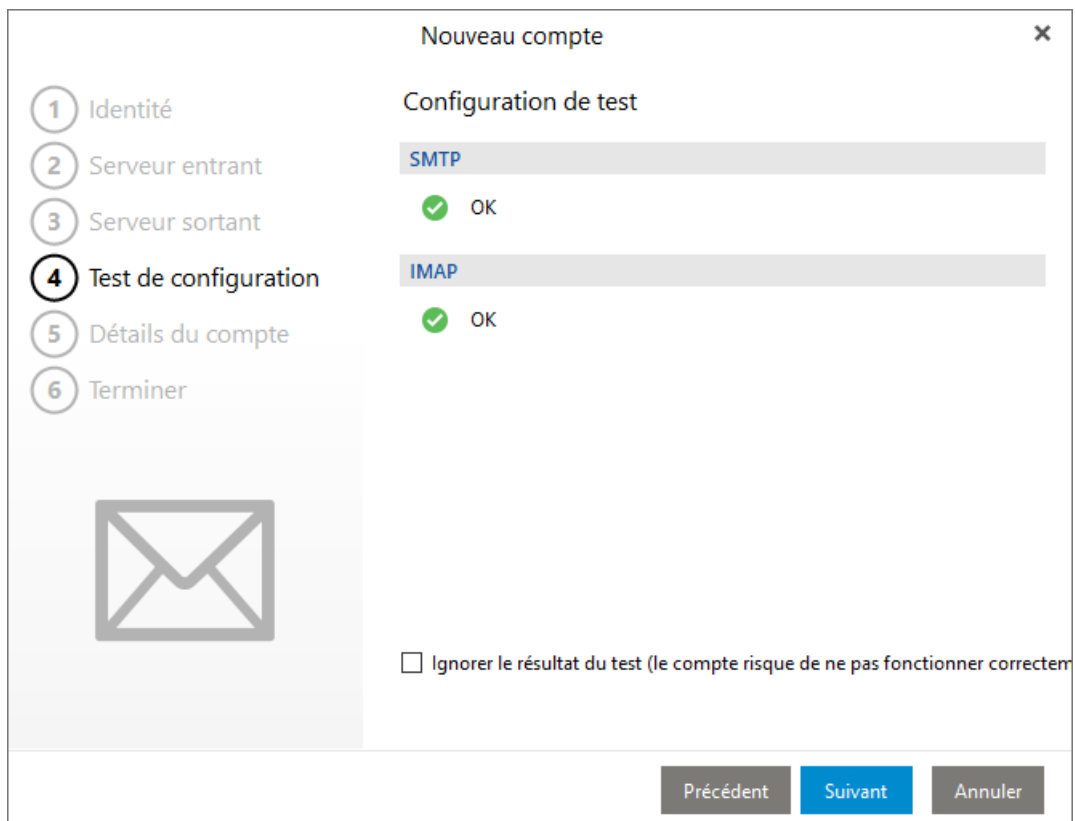 Nouveau compte
1 Identité
2 Serveur entrant
3 Serveur sortant
4 Test de configuration
5 Détails du compte
6 Terminer
Configuration de test
SMTP
OK
IMAP
OK
Ignorer le résultat du test (le compte risque de ne pas fonctionner correctem
Précédent
Suivant
Annuler